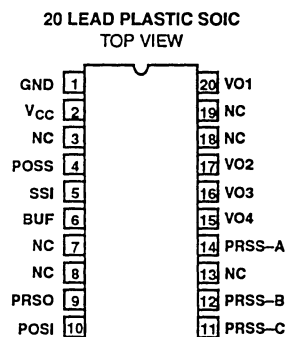 20 LEAD PLASTIC SOIC
TOP VIEW
GND 1 20 VO1
VCC 2 19 NC
NC 3 18 NC
POSS 4 17 VO2
SSI 5 16 VO3
BUF 6 15 VO4
NC 7 14 PRSS–A
NC 8 13 NC
PRSO 9 12 PRSS–B
POSI 10 11 PRSS–C